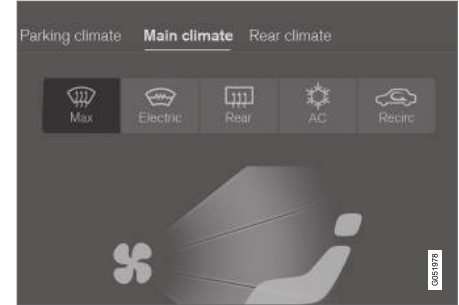 Parking climate Main climate Rear climate
Max Electric Rear AC Recirc
G051978